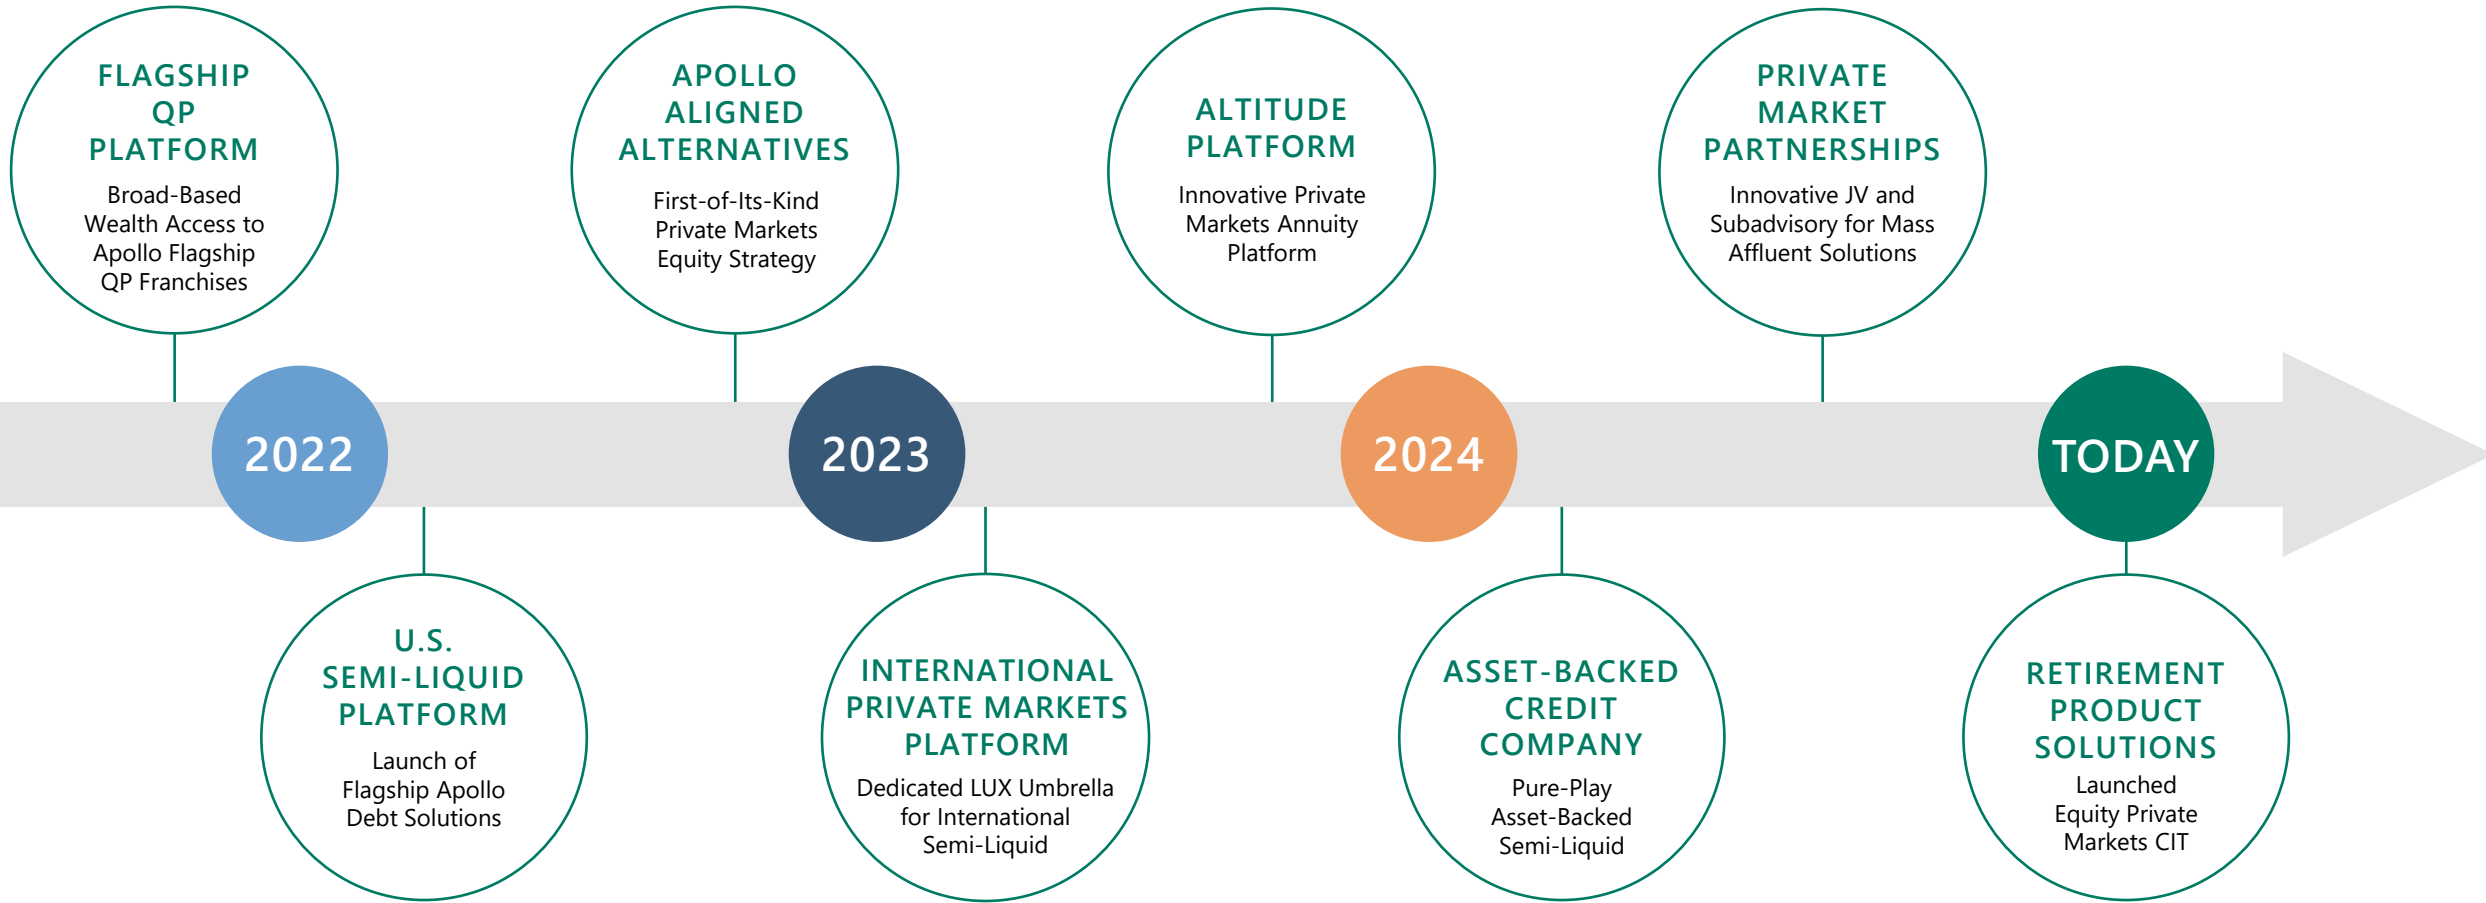 FLAGSHIP
QP
PLATFORM
Broad-Based
Wealth Access to
Apollo Flagship
QP Franchises
APOLLO
ALIGNED
ALTERNATIVES
First-of-Its-Kind
Private Markets
Equity Strategy
ALTITUDE
PLATFORM
Innovative Private
Markets Annuity
Platform
PRIVATE
MARKET
PARTNERSHIPS
Innovative JV and
Subadvisory for Mass
Affluent Solutions
2022
2023
2024
TODAY
U.S.
SEMI-LIQUID
PLATFORM
Launch of
Flagship Apollo
Debt Solutions
INTERNATIONAL
PRIVATE MARKETS
PLATFORM
Dedicated LUX Umbrella
for International
Semi-Liquid
ASSET-BACKED
CREDIT
COMPANY
Pure-Play
Asset-Backed
Semi-Liquid
RETIREMENT
PRODUCT
SOLUTIONS
Launched
Equity Private
Markets CIT